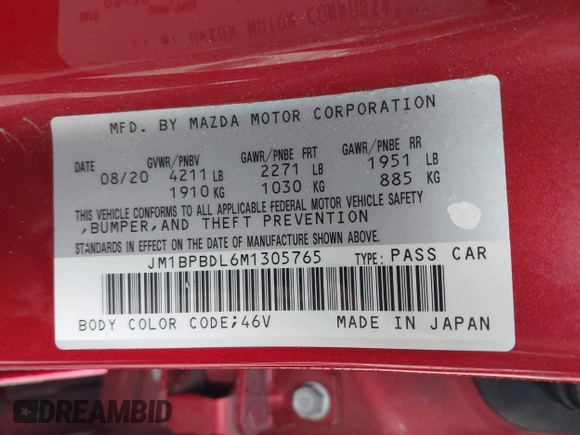 MFD. BY MAZDA MOTOR CORPORATION
DATE GVWR/PNBV GAWR/PNBE FRT GAWR/PNBE RR
08/20 4211 LB 2271 LB 1951 LB
1910 KG 1030 KG 885 KG
THIS VEHICLE CONFORMS TO ALL APPLICABLE FEDERAL MOTOR VEHICLE SAFETY
,BUMPER,AND THEFT PREVENTION
STANDARDS IN EFFECT ON THE DATE OF MANUFACTURE SHOWN ABOVE.
JM1BPBDL6M1305765 TYPE: PASS CAR
BODY COLOR CODE;46V MADE IN JAPAN
DREAMBID